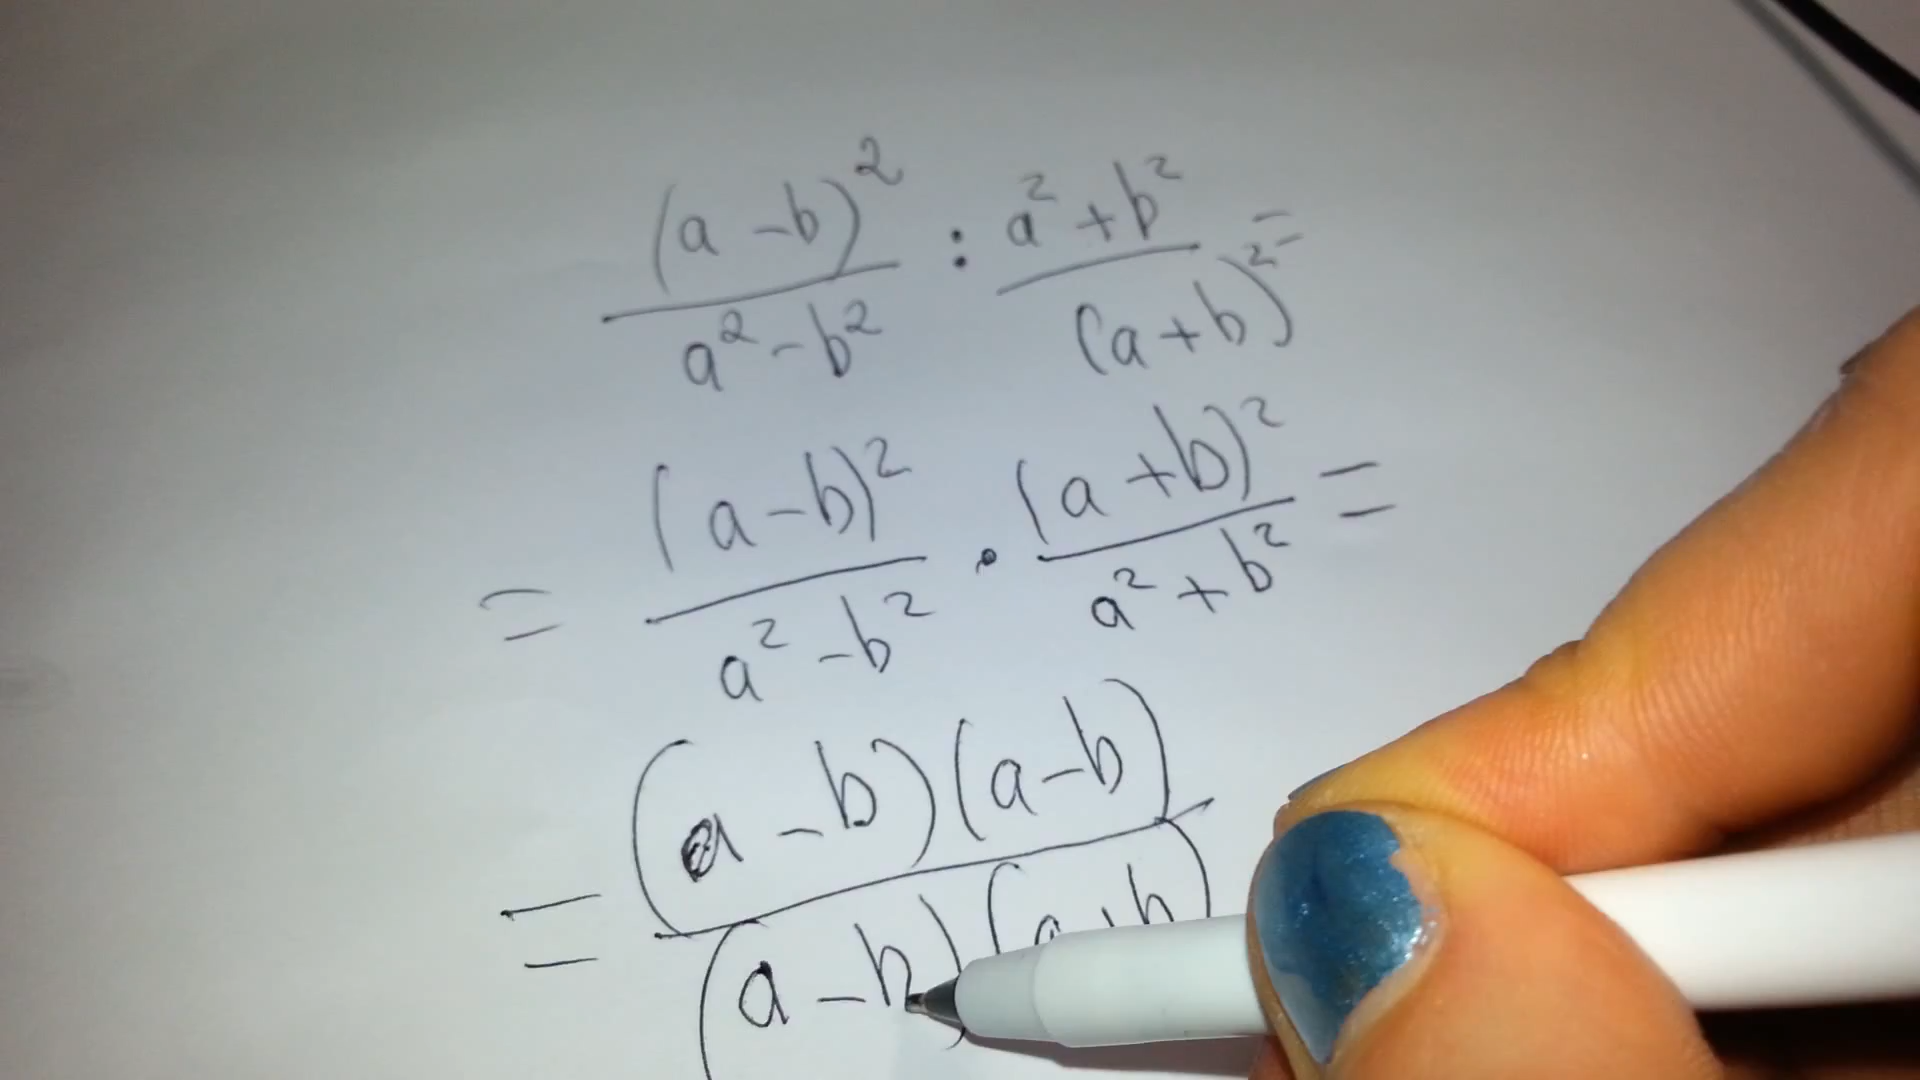 (a-b)²/(a²-b²) : (a²+b²)/(a+b)² =
= (a-b)²/(a²-b²) · (a+b)²/(a²+b²) =
= (a-b)(a-b)/(a-b)(a+b)